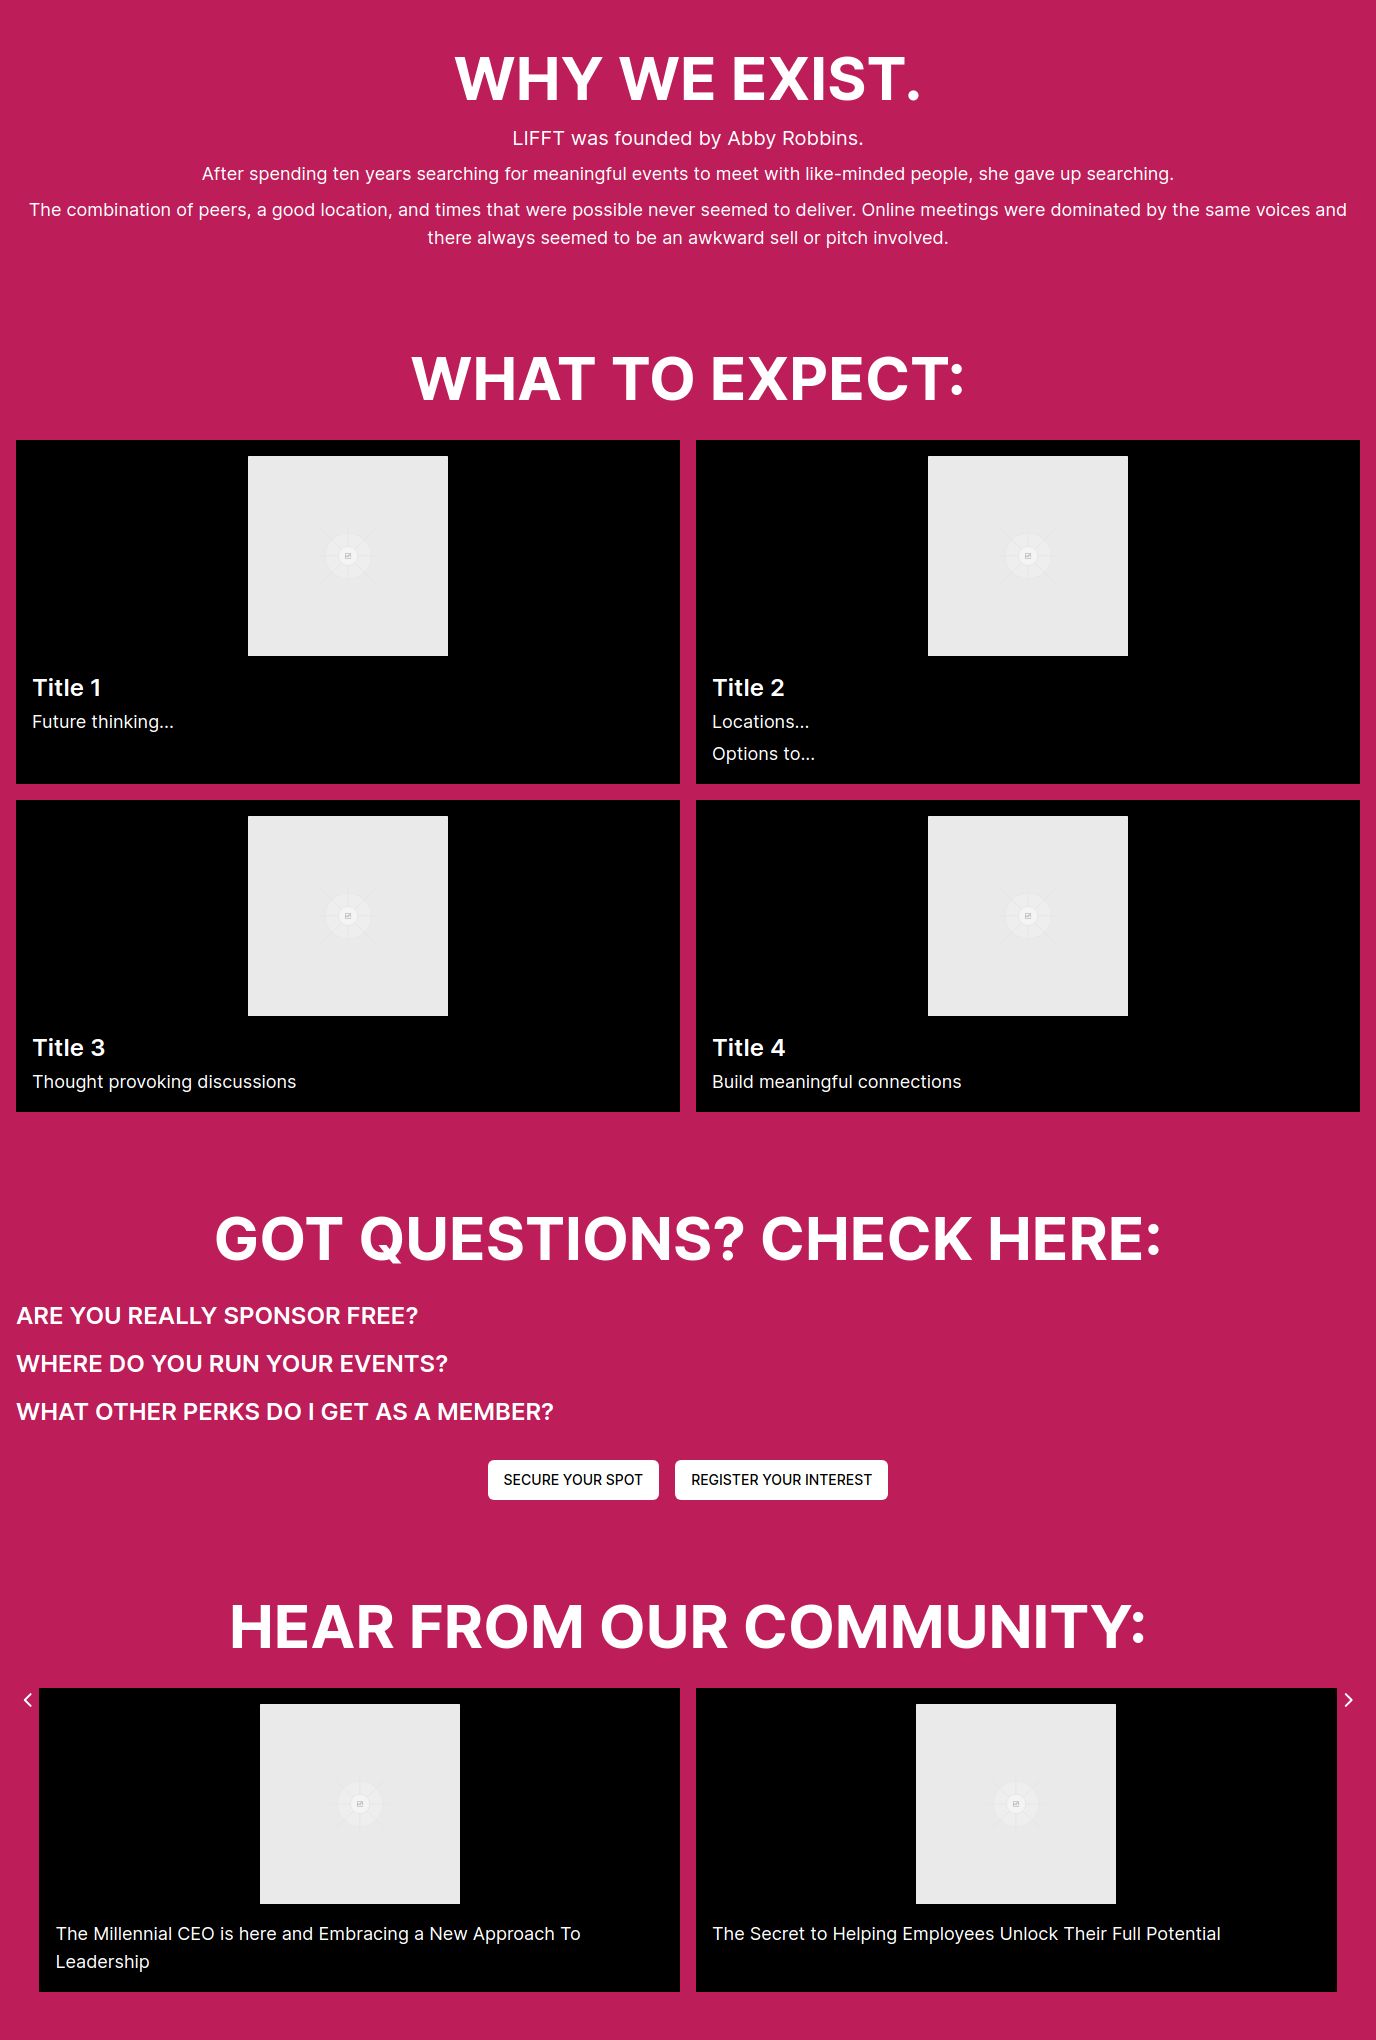 WHY WE EXIST.
LIFFT was founded by Abby Robbins.
After spending ten years searching for meaningful events to meet with like-minded people, she gave up searching.
The combination of peers, a good location, and times that were possible never seemed to deliver. Online meetings were dominated by the same voices and
there always seemed to be an awkward sell or pitch involved.
WHAT TO EXPECT:
Title 1
Future thinking...
Title 2
Locations...
Options to...
Title 3
Thought provoking discussions
Title 4
Build meaningful connections
GOT QUESTIONS? CHECK HERE:
ARE YOU REALLY SPONSOR FREE?
WHERE DO YOU RUN YOUR EVENTS?
WHAT OTHER PERKS DO I GET AS A MEMBER?
SECURE YOUR SPOT
REGISTER YOUR INTEREST
HEAR FROM OUR COMMUNITY:
The Millennial CEO is here and Embracing a New Approach To
Leadership
The Secret to Helping Employees Unlock Their Full Potential